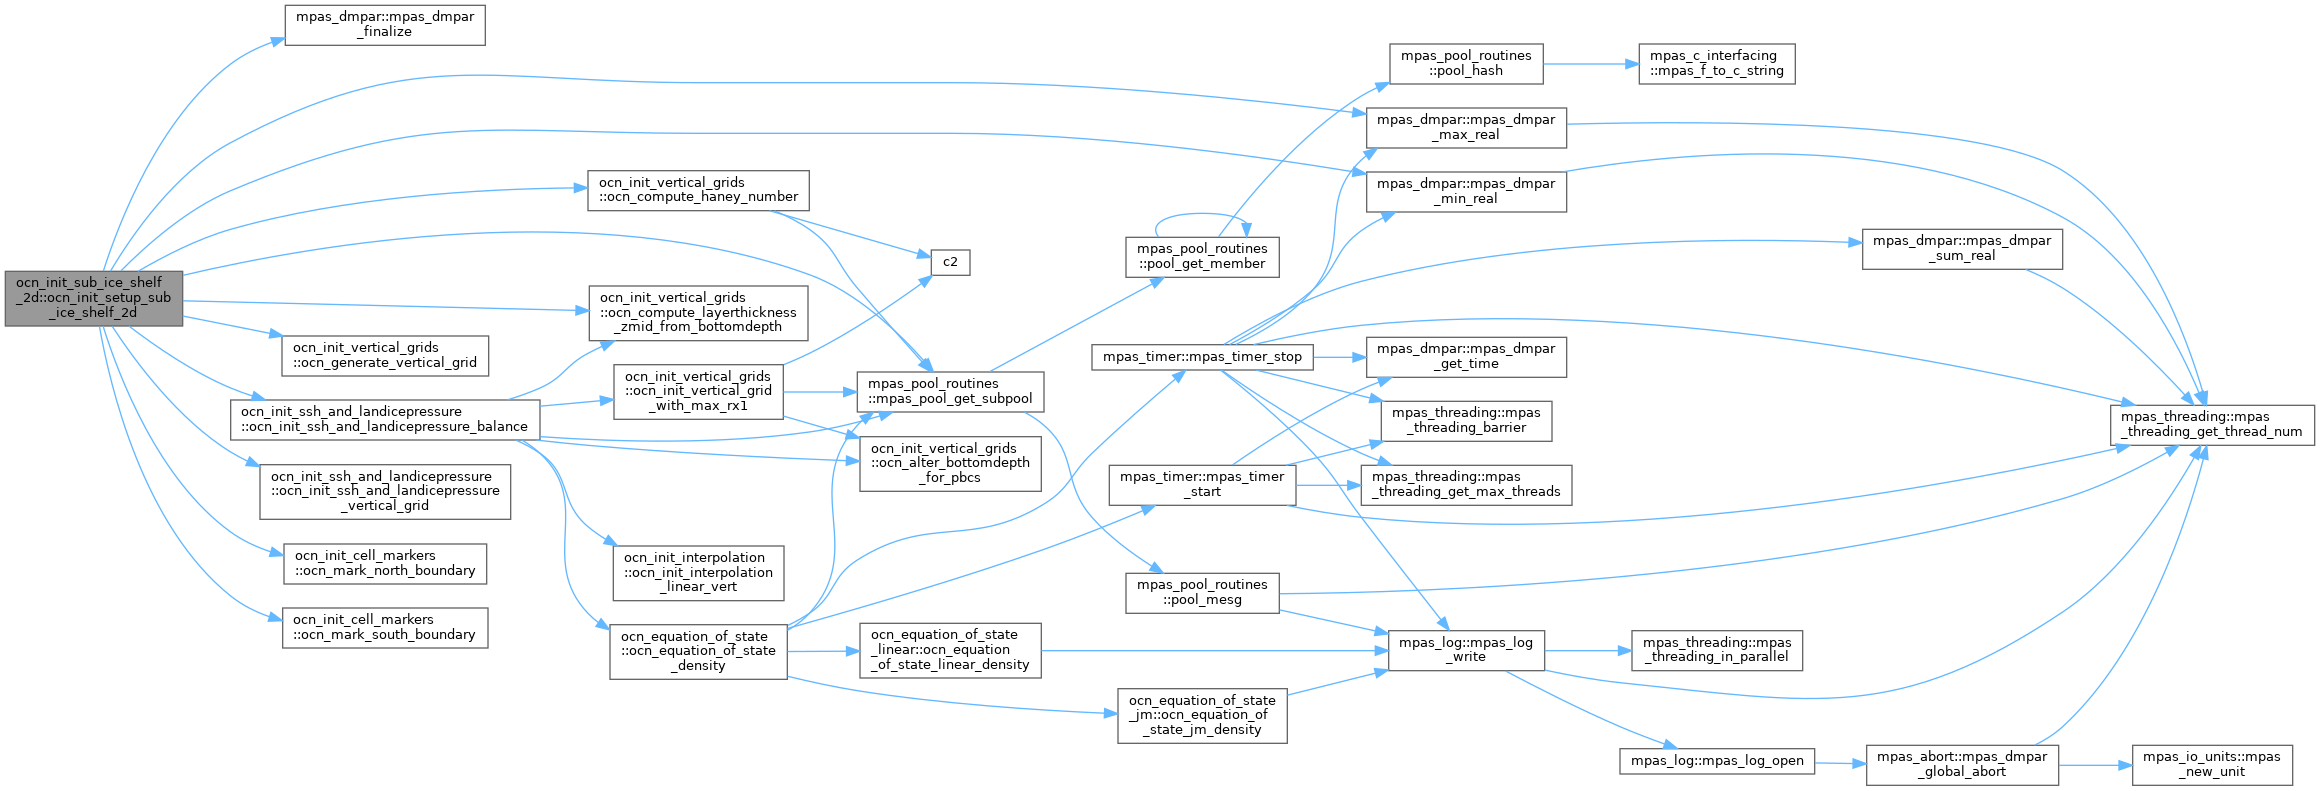 mpas_dmpar::mpas_dmpar
_finalize
mpas_pool_routines
::pool_hash
mpas_c_interfacing
::mpas_f_to_c_string
mpas_dmpar::mpas_dmpar
_max_real
ocn_init_vertical_grids
::ocn_compute_haney_number
mpas_dmpar::mpas_dmpar
_min_real
mpas_pool_routines
::pool_get_member
mpas_dmpar::mpas_dmpar
_sum_real
c2
ocn_init_sub_ice_shelf
_2d::ocn_init_setup_sub
_ice_shelf_2d
ocn_init_vertical_grids
::ocn_compute_layerthickness
_zmid_from_bottomdepth
ocn_init_vertical_grids
::ocn_generate_vertical_grid
mpas_timer::mpas_timer_stop
mpas_dmpar::mpas_dmpar
_get_time
ocn_init_vertical_grids
::ocn_init_vertical_grid
_with_max_rx1
mpas_pool_routines
::mpas_pool_get_subpool
ocn_init_ssh_and_landicepressure
::ocn_init_ssh_and_landicepressure_balance
mpas_threading::mpas
_threading_barrier
mpas_threading::mpas
_threading_get_thread_num
ocn_init_vertical_grids
::ocn_alter_bottomdepth
_for_pbcs
ocn_init_ssh_and_landicepressure
::ocn_init_ssh_and_landicepressure
_vertical_grid
mpas_timer::mpas_timer
_start
mpas_threading::mpas
_threading_get_max_threads
ocn_init_cell_markers
::ocn_mark_north_boundary
ocn_init_interpolation
::ocn_init_interpolation
_linear_vert
mpas_pool_routines
::pool_mesg
ocn_init_cell_markers
::ocn_mark_south_boundary
ocn_equation_of_state
::ocn_equation_of_state
_density
ocn_equation_of_state
_linear::ocn_equation
_of_state_linear_density
mpas_log::mpas_log
_write
mpas_threading::mpas
_threading_in_parallel
ocn_equation_of_state
_jm::ocn_equation_of
_state_jm_density
mpas_log::mpas_log_open
mpas_abort::mpas_dmpar
_global_abort
mpas_io_units::mpas
_new_unit